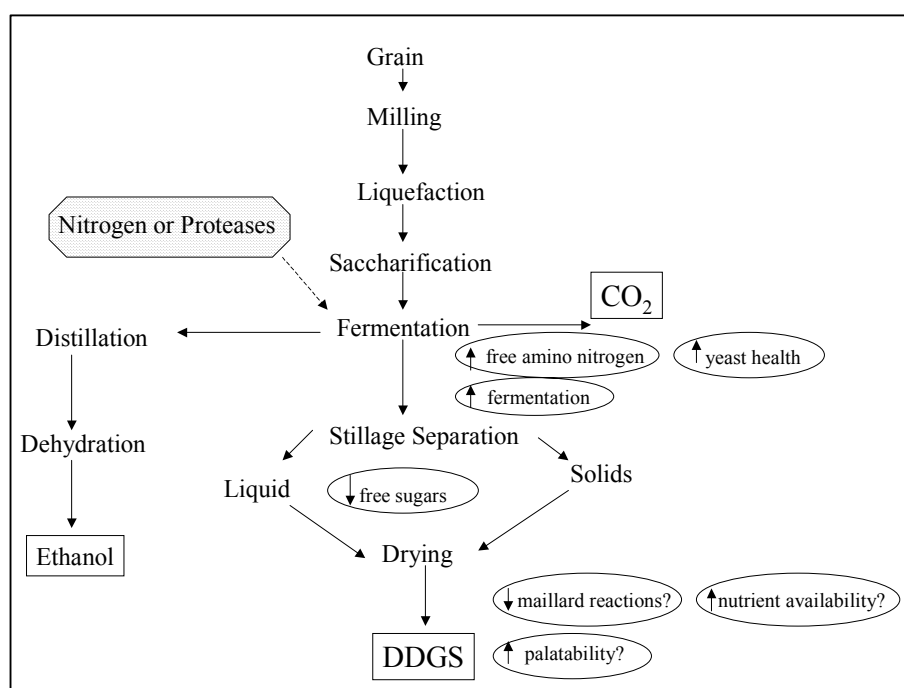 Grain
Milling
Liquefaction
Nitrogen or Proteases
Saccharification
CO₂
Fermentation
Distillation
↑ free amino nitrogen
↑ yeast health
↑ fermentation
Dehydration
Stillage Separation
Liquid
↓ free sugars
Solids
Ethanol
Drying
↓ maillard reactions?
↑ nutrient availability?
DDGS
↑ palatability?